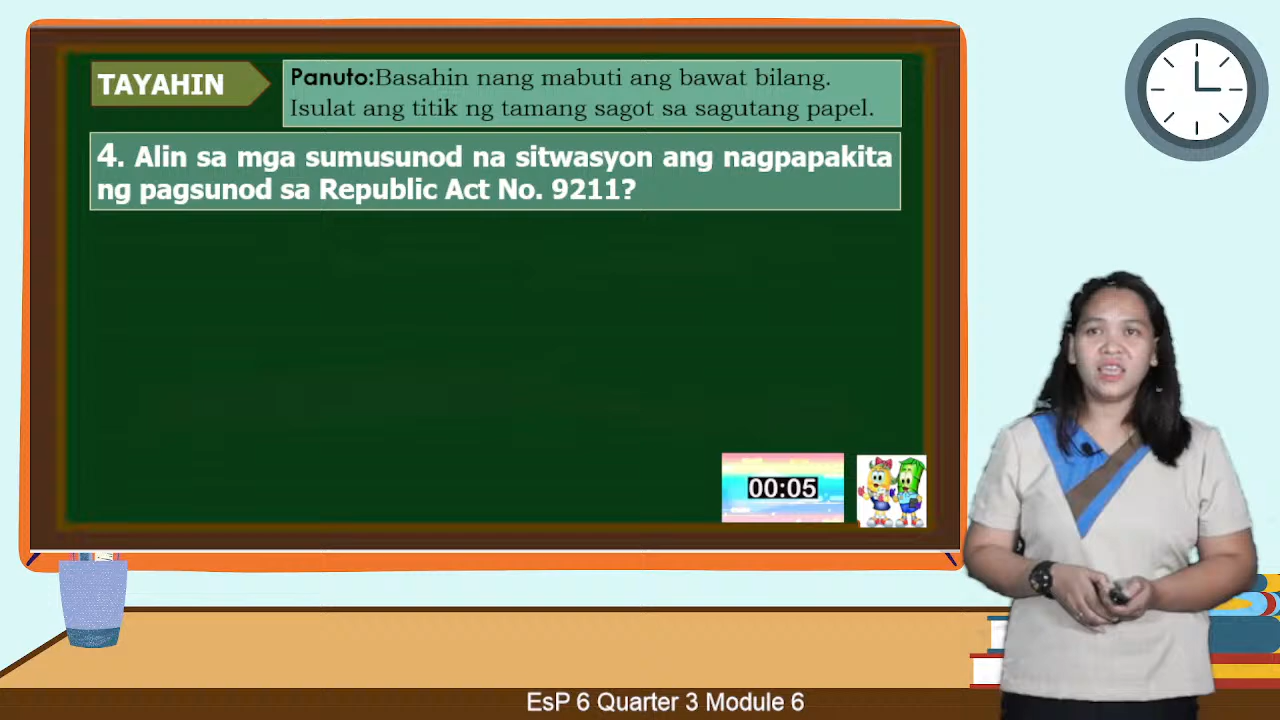 TAYAHIN
Panuto:Basahin nang mabuti ang bawat bilang.
Isulat ang titik ng tamang sagot sa sagutang papel.
4. Alin sa mga sumusunod na sitwasyon ang nagpapakita
ng pagsunod sa Republic Act No. 9211?
00:05
EsP 6 Quarter 3 Module 6